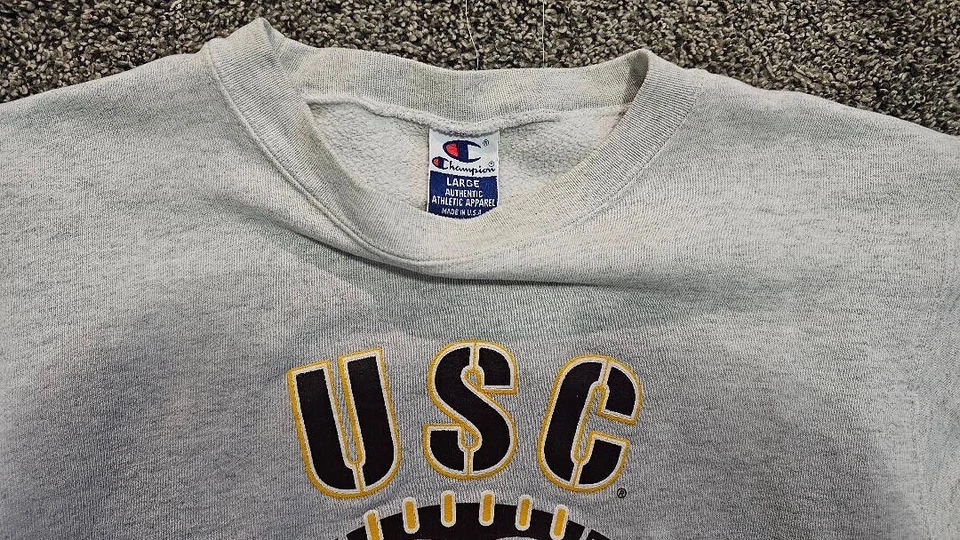 Champion®
LARGE
AUTHENTIC
ATHLETIC APPAREL
MADE IN U.S.A.
USC®